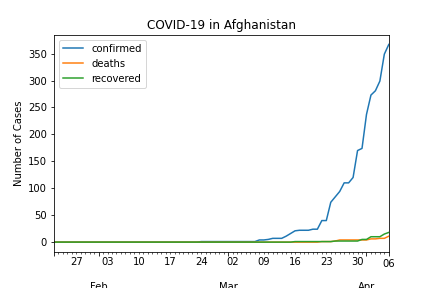 COVID-19 in Afghanistan
confirmed
deaths
recovered
Number of Cases
350
300
250
200
150
100
50
0
27 03 10 17 24 02 09 16 23 30 06
Feb Mar Apr